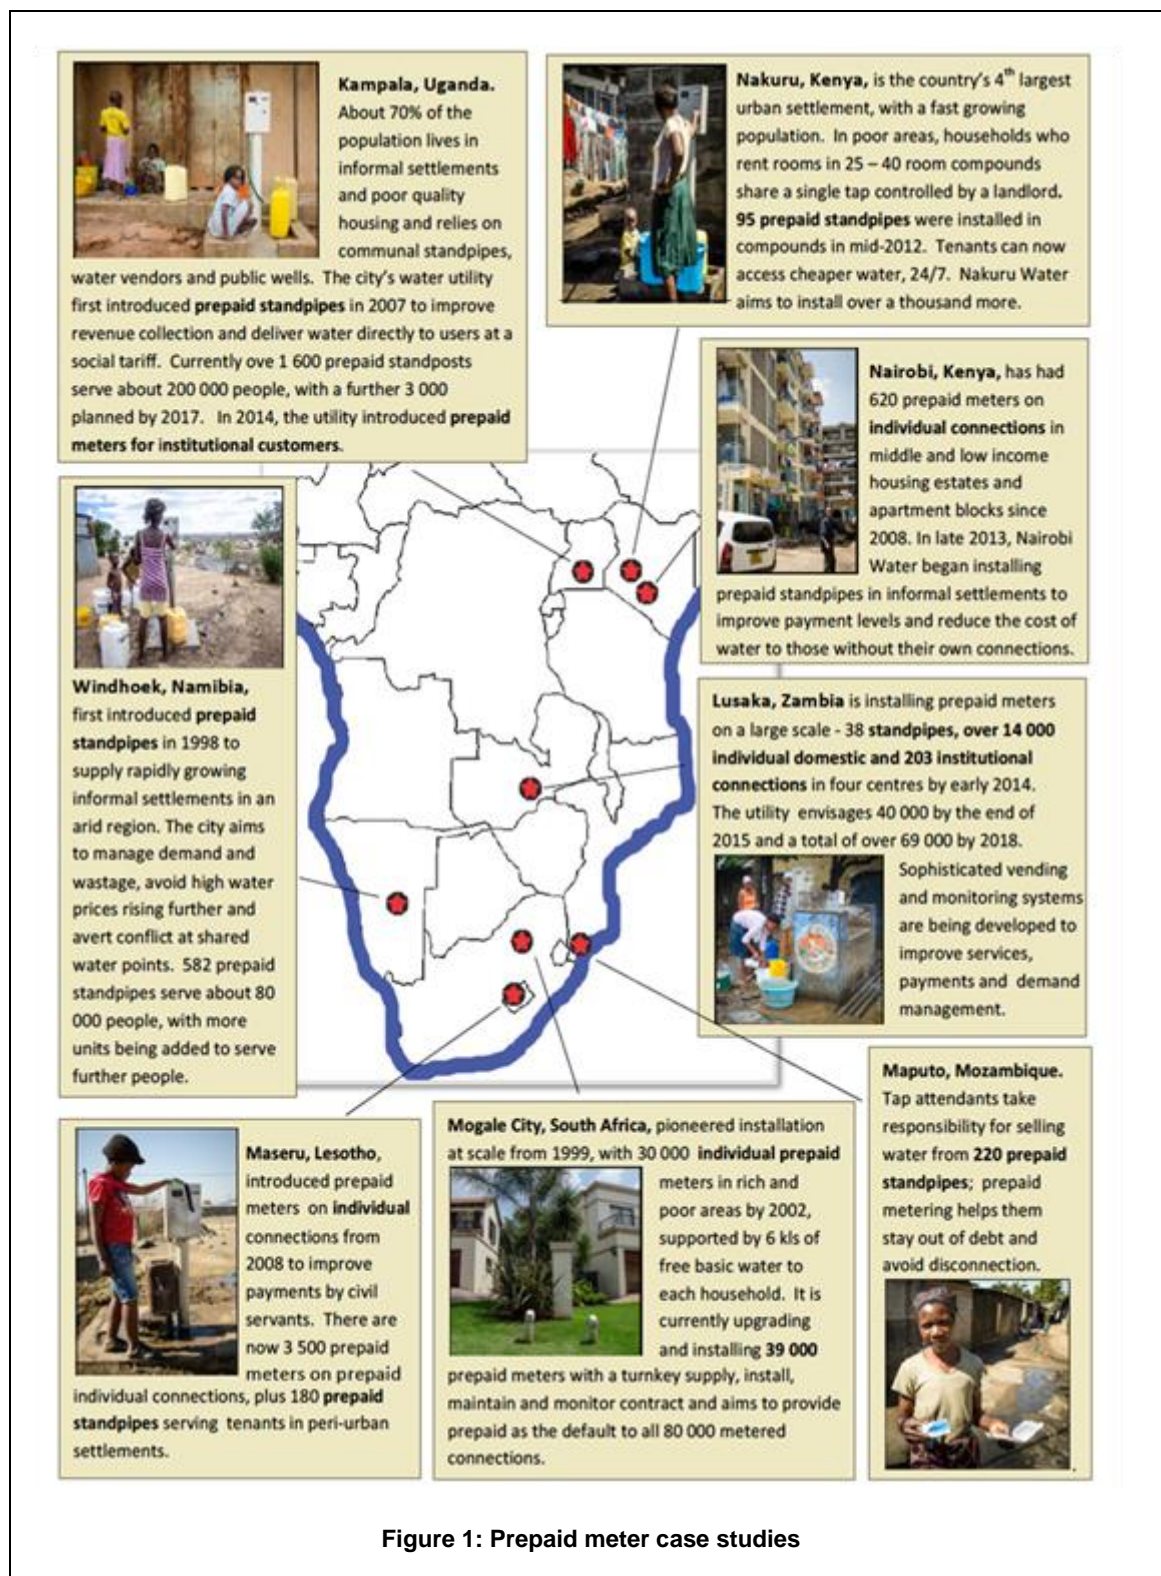 Kampala, Uganda.
About 70% of the
population lives in
informal settlements
and poor quality
housing and relies on
communal standpipes,
water vendors and public wells. The city's water utility
first introduced prepaid standpipes in 2007 to improve
revenue collection and deliver water directly to users at a
social tariff. Currently ove 1 600 prepaid standposts
serve about 200 000 people, with a further 3 000
planned by 2017. In 2014, the utility introduced prepaid
meters for institutional customers.
Nakuru, Kenya, is the country's 4th largest
urban settlement, with a fast growing
population. In poor areas, households who
rent rooms in 25 – 40 room compounds
share a single tap controlled by a landlord.
95 prepaid standpipes were installed in
compounds in mid-2012. Tenants can now
access cheaper water, 24/7. Nakuru Water
aims to install over a thousand more.
Nairobi, Kenya, has had
620 prepaid meters on
individual connections in
middle and low income
housing estates and
apartment blocks since
2008. In late 2013, Nairobi
Water began installing
prepaid standpipes in informal settlements to
improve payment levels and reduce the cost of
water to those without their own connections.
Windhoek, Namibia,
first introduced prepaid
standpipes in 1998 to
supply rapidly growing
informal settlements in an
arid region. The city aims
to manage demand and
wastage, avoid high water
prices rising further and
avert conflict at shared
water points. 582 prepaid
standpipes serve about 80
000 people, with more
units being added to serve
further people.
Lusaka, Zambia is installing prepaid meters
on a large scale - 38 standpipes, over 14 000
individual domestic and 203 institutional
connections in four centres by early 2014.
The utility envisages 40 000 by the end of
2015 and a total of over 69 000 by 2018.
Sophisticated vending
and monitoring systems
are being developed to
improve services,
payments and demand
management.
Maseru, Lesotho,
introduced prepaid
meters on individual
connections from
2008 to improve
payments by civil
servants. There are
now 3 500 prepaid
meters on prepaid
individual connections, plus 180 prepaid
standpipes serving tenants in peri-urban
settlements.
Mogale City, South Africa, pioneered installation
at scale from 1999, with 30 000 individual prepaid
meters in rich and
poor areas by 2002,
supported by 6 kls of
free basic water to
each household. It is
currently upgrading
and installing 39 000
prepaid meters with a turnkey supply, install,
maintain and monitor contract and aims to provide
prepaid as the default to all 80 000 metered
connections.
Maputo, Mozambique.
Tap attendants take
responsibility for selling
water from 220 prepaid
standpipes; prepaid
metering helps them
stay out of debt and
avoid disconnection.
.
Figure 1: Prepaid meter case studies